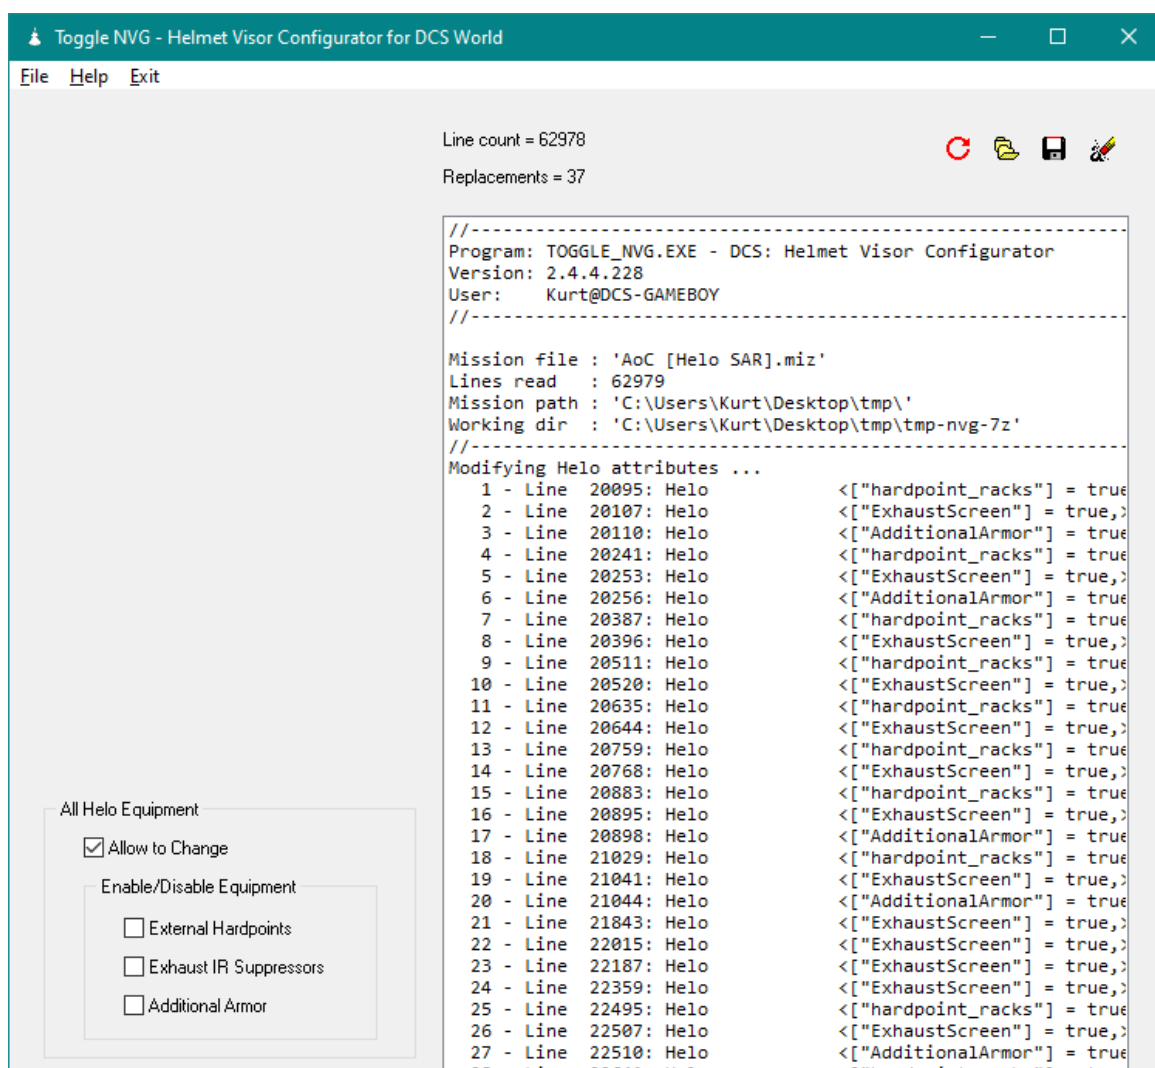 Toggle NVG - Helmet Visor Configurator for DCS World
File Help Exit
Line count = 62978
Replacements = 37
//-------------------------------------------------------------
Program: TOGGLE_NVG.EXE - DCS: Helmet Visor Configurator
Version: 2.4.4.228
User:    Kurt@DCS-GAMEBOY
//-------------------------------------------------------------
Mission file : 'AoC [Helo SAR].miz'
Lines read   : 62979
Mission path : 'C:\Users\Kurt\Desktop\tmp\'
Working dir  : 'C:\Users\Kurt\Desktop\tmp\tmp-nvg-7z'
//-------------------------------------------------------------
Modifying Helo attributes ...
1 - Line  20095: Helo            <["hardpoint_racks"] = true
2 - Line  20107: Helo            <["ExhaustScreen"] = true,>
3 - Line  20110: Helo            <["AdditionalArmor"] = true
4 - Line  20241: Helo            <["hardpoint_racks"] = true
5 - Line  20253: Helo            <["ExhaustScreen"] = true,>
6 - Line  20256: Helo            <["AdditionalArmor"] = true
7 - Line  20387: Helo            <["hardpoint_racks"] = true
8 - Line  20396: Helo            <["ExhaustScreen"] = true,>
9 - Line  20511: Helo            <["hardpoint_racks"] = true
10 - Line  20520: Helo            <["ExhaustScreen"] = true,>
11 - Line  20635: Helo            <["hardpoint_racks"] = true
12 - Line  20644: Helo            <["ExhaustScreen"] = true,>
13 - Line  20759: Helo            <["hardpoint_racks"] = true
14 - Line  20768: Helo            <["ExhaustScreen"] = true,>
15 - Line  20883: Helo            <["hardpoint_racks"] = true
16 - Line  20895: Helo            <["ExhaustScreen"] = true,>
17 - Line  20898: Helo            <["AdditionalArmor"] = true
18 - Line  21029: Helo            <["hardpoint_racks"] = true
19 - Line  21041: Helo            <["ExhaustScreen"] = true,>
20 - Line  21044: Helo            <["AdditionalArmor"] = true
21 - Line  21843: Helo            <["ExhaustScreen"] = true,>
22 - Line  22015: Helo            <["ExhaustScreen"] = true,>
23 - Line  22187: Helo            <["ExhaustScreen"] = true,>
24 - Line  22359: Helo            <["ExhaustScreen"] = true,>
25 - Line  22495: Helo            <["hardpoint_racks"] = true
26 - Line  22507: Helo            <["ExhaustScreen"] = true,>
27 - Line  22510: Helo            <["AdditionalArmor"] = true
All Helo Equipment
Allow to Change
Enable/Disable Equipment
External Hardpoints
Exhaust IR Suppressors
Additional Armor